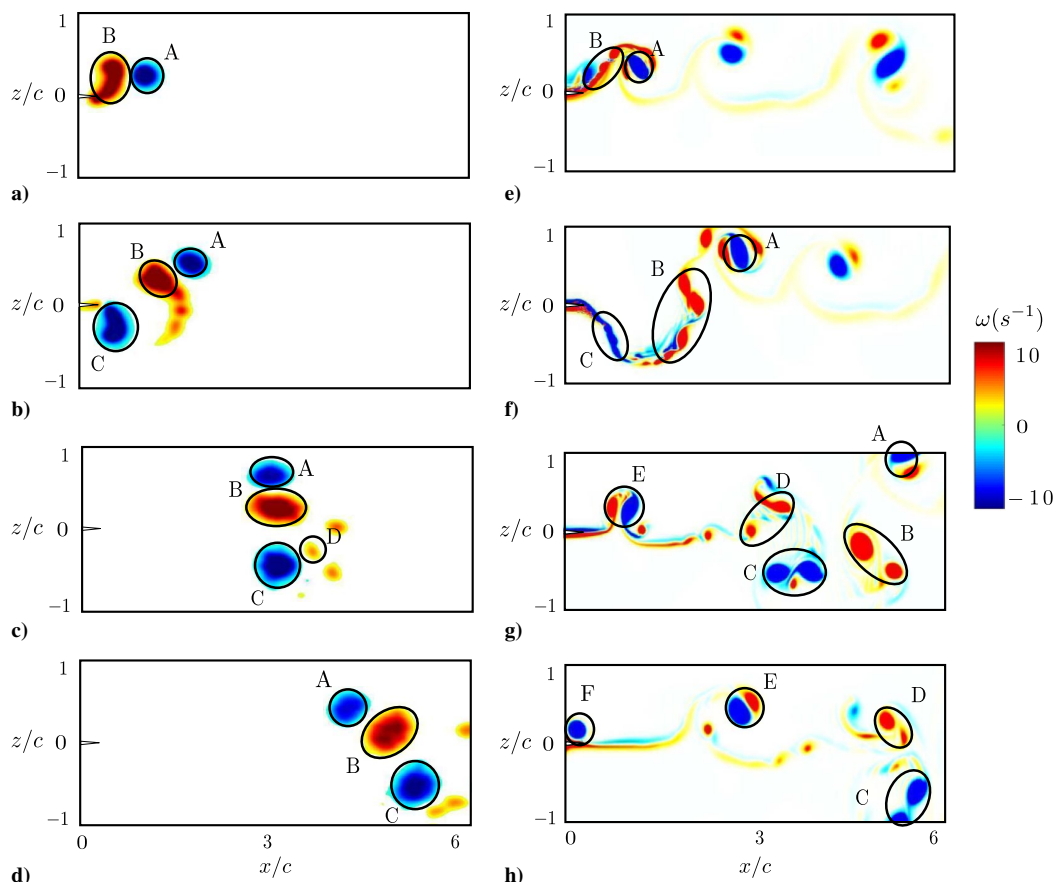 1
z/c 0
−1
B A
a)
1
z/c 0
−1
B A
C
b)
1
z/c 0
−1
A
B
D
C
c)
1
z/c 0
−1
A
B
C
0 3 6
x/c
d)
1
z/c 0
−1
B A
e)
1
z/c 0
−1
A
B
C
f)
1
z/c 0
−1
A
E D
B
C
g)
1
z/c 0
−1
F E D
C
0 3 6
x/c
h)
ω(s⁻¹)
10
0
−10